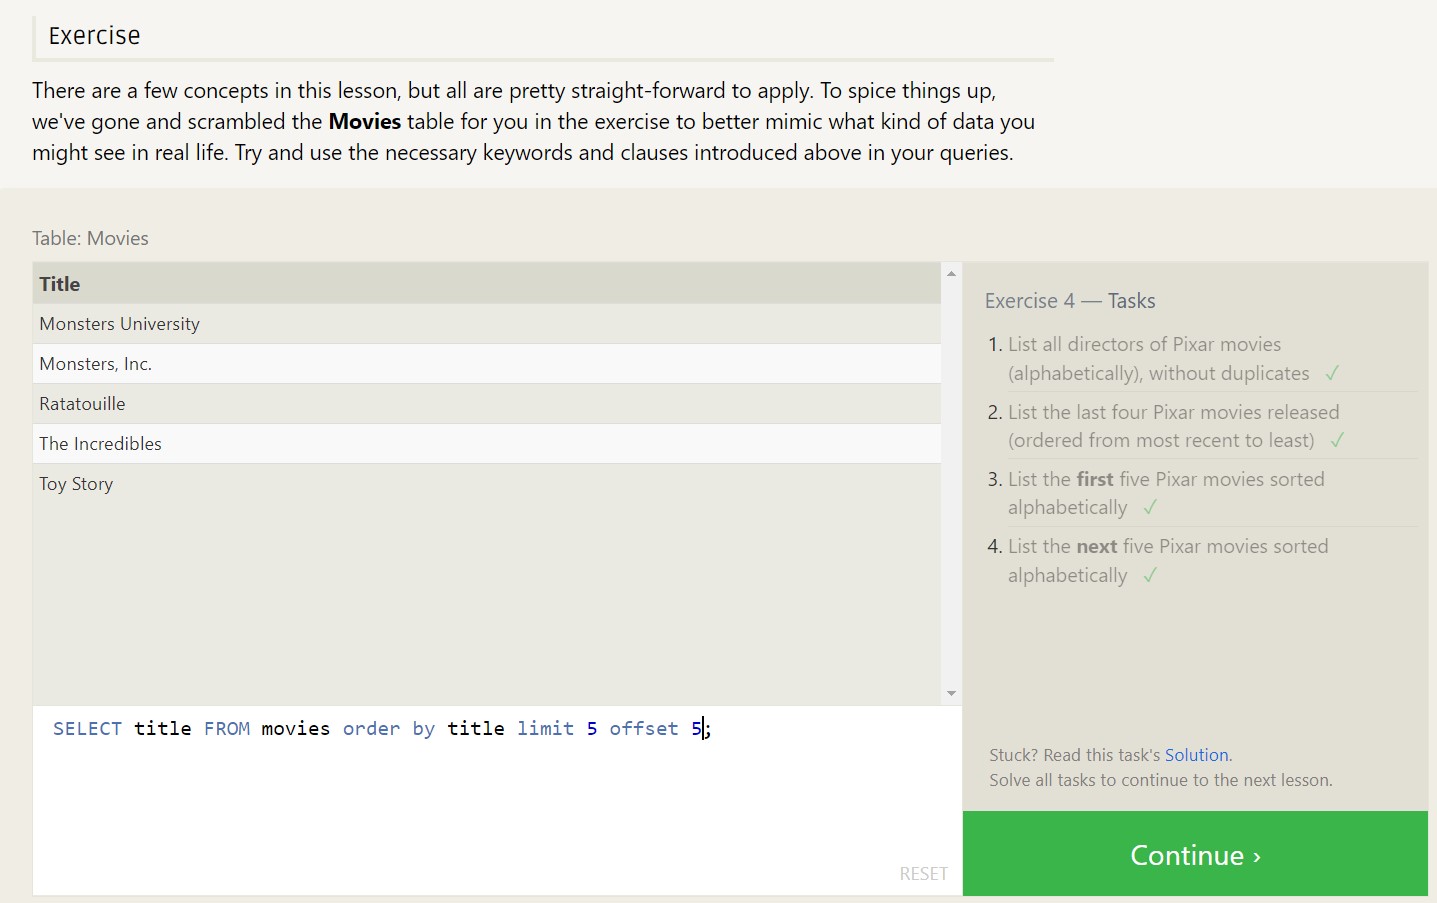 Exercise
There are a few concepts in this lesson, but all are pretty straight-forward to apply. To spice things up,
we've gone and scrambled the Movies table for you in the exercise to better mimic what kind of data you
might see in real life. Try and use the necessary keywords and clauses introduced above in your queries.
Table: Movies
Title
Monsters University
Monsters, Inc.
Ratatouille
The Incredibles
Toy Story
SELECT title FROM movies order by title limit 5 offset 5;
RESET
Exercise 4 — Tasks
1. List all directors of Pixar movies
(alphabetically), without duplicates ✓
2. List the last four Pixar movies released
(ordered from most recent to least) ✓
3. List the first five Pixar movies sorted
alphabetically ✓
4. List the next five Pixar movies sorted
alphabetically ✓
Stuck? Read this task's Solution.
Solve all tasks to continue to the next lesson.
Continue ›